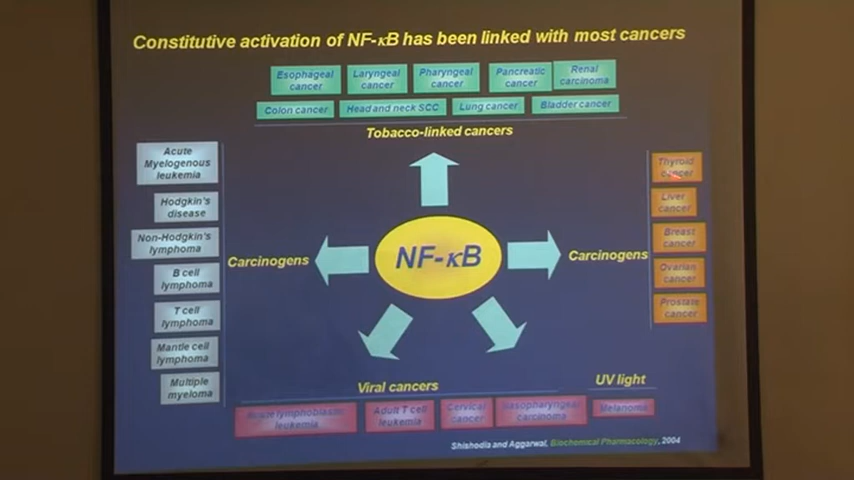 Constitutive activation of NF-κB has been linked with most cancers
Esophageal
cancer
Laryngeal
cancer
Pharyngeal
cancer
Pancreatic
cancer
Renal
carcinoma
Colon cancer
Head and neck SCC
Lung cancer
Bladder cancer
Tobacco-linked cancers
Acute
Myelogenous
leukemia
Hodgkin's
disease
Non-Hodgkin's
lymphoma
B cell
lymphoma
T cell
lymphoma
Mantle cell
lymphoma
Multiple
myeloma
Carcinogens
NF-κB
Carcinogens
Thyroid
cancer
Liver
cancer
Breast
cancer
Ovarian
cancer
Prostate
cancer
Viral cancers
UV light
Acute lymphoblastic
leukemia
Adult T cell
leukemia
Cervical
cancer
Nasopharyngeal
carcinoma
Melanoma
Shishodia and Aggarwal, Biochemical Pharmacology, 2004